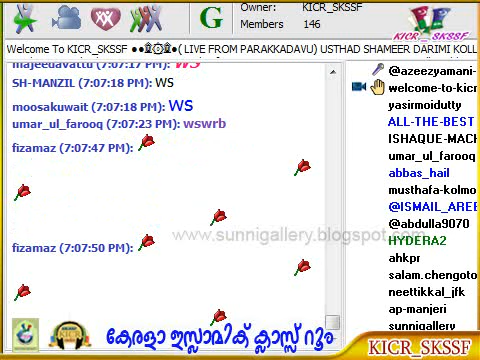 Owner: KICR_SKSSF
Members 146
KICR_SKSSF
Welcome To KICR_SKSSF ●●۩۞۩●( LIVE FROM PARAKKADAVU) USTHAD SHAMEER DARIMI KOLL
majeedavattu (7:07:17 PM): WS
SH-MANZIL (7:07:18 PM): WS
moosakuwait (7:07:18 PM): WS
umar_ul_farooq (7:07:23 PM): wswrb
fizamaz (7:07:47 PM):
fizamaz (7:07:50 PM):
www.sunnigallery.blogspot.com
@azeezyamani-
welcome-to-kicr
yasirmoidutty
ALL-THE-BEST
ISHAQUE-MACH
umar_ul_farooq
abbas_hail
musthafa-kolmo
@ISMAIL_AREE
@abdulla9070
HYDERA2
ahkpr
salam.chengoto
neettikkal_jfk
ap-manjeri
sunnigallery
കേരളാ ഇസ്ലാമിക് ക്ലാസ്സ് റൂം
KICR_SKSSF